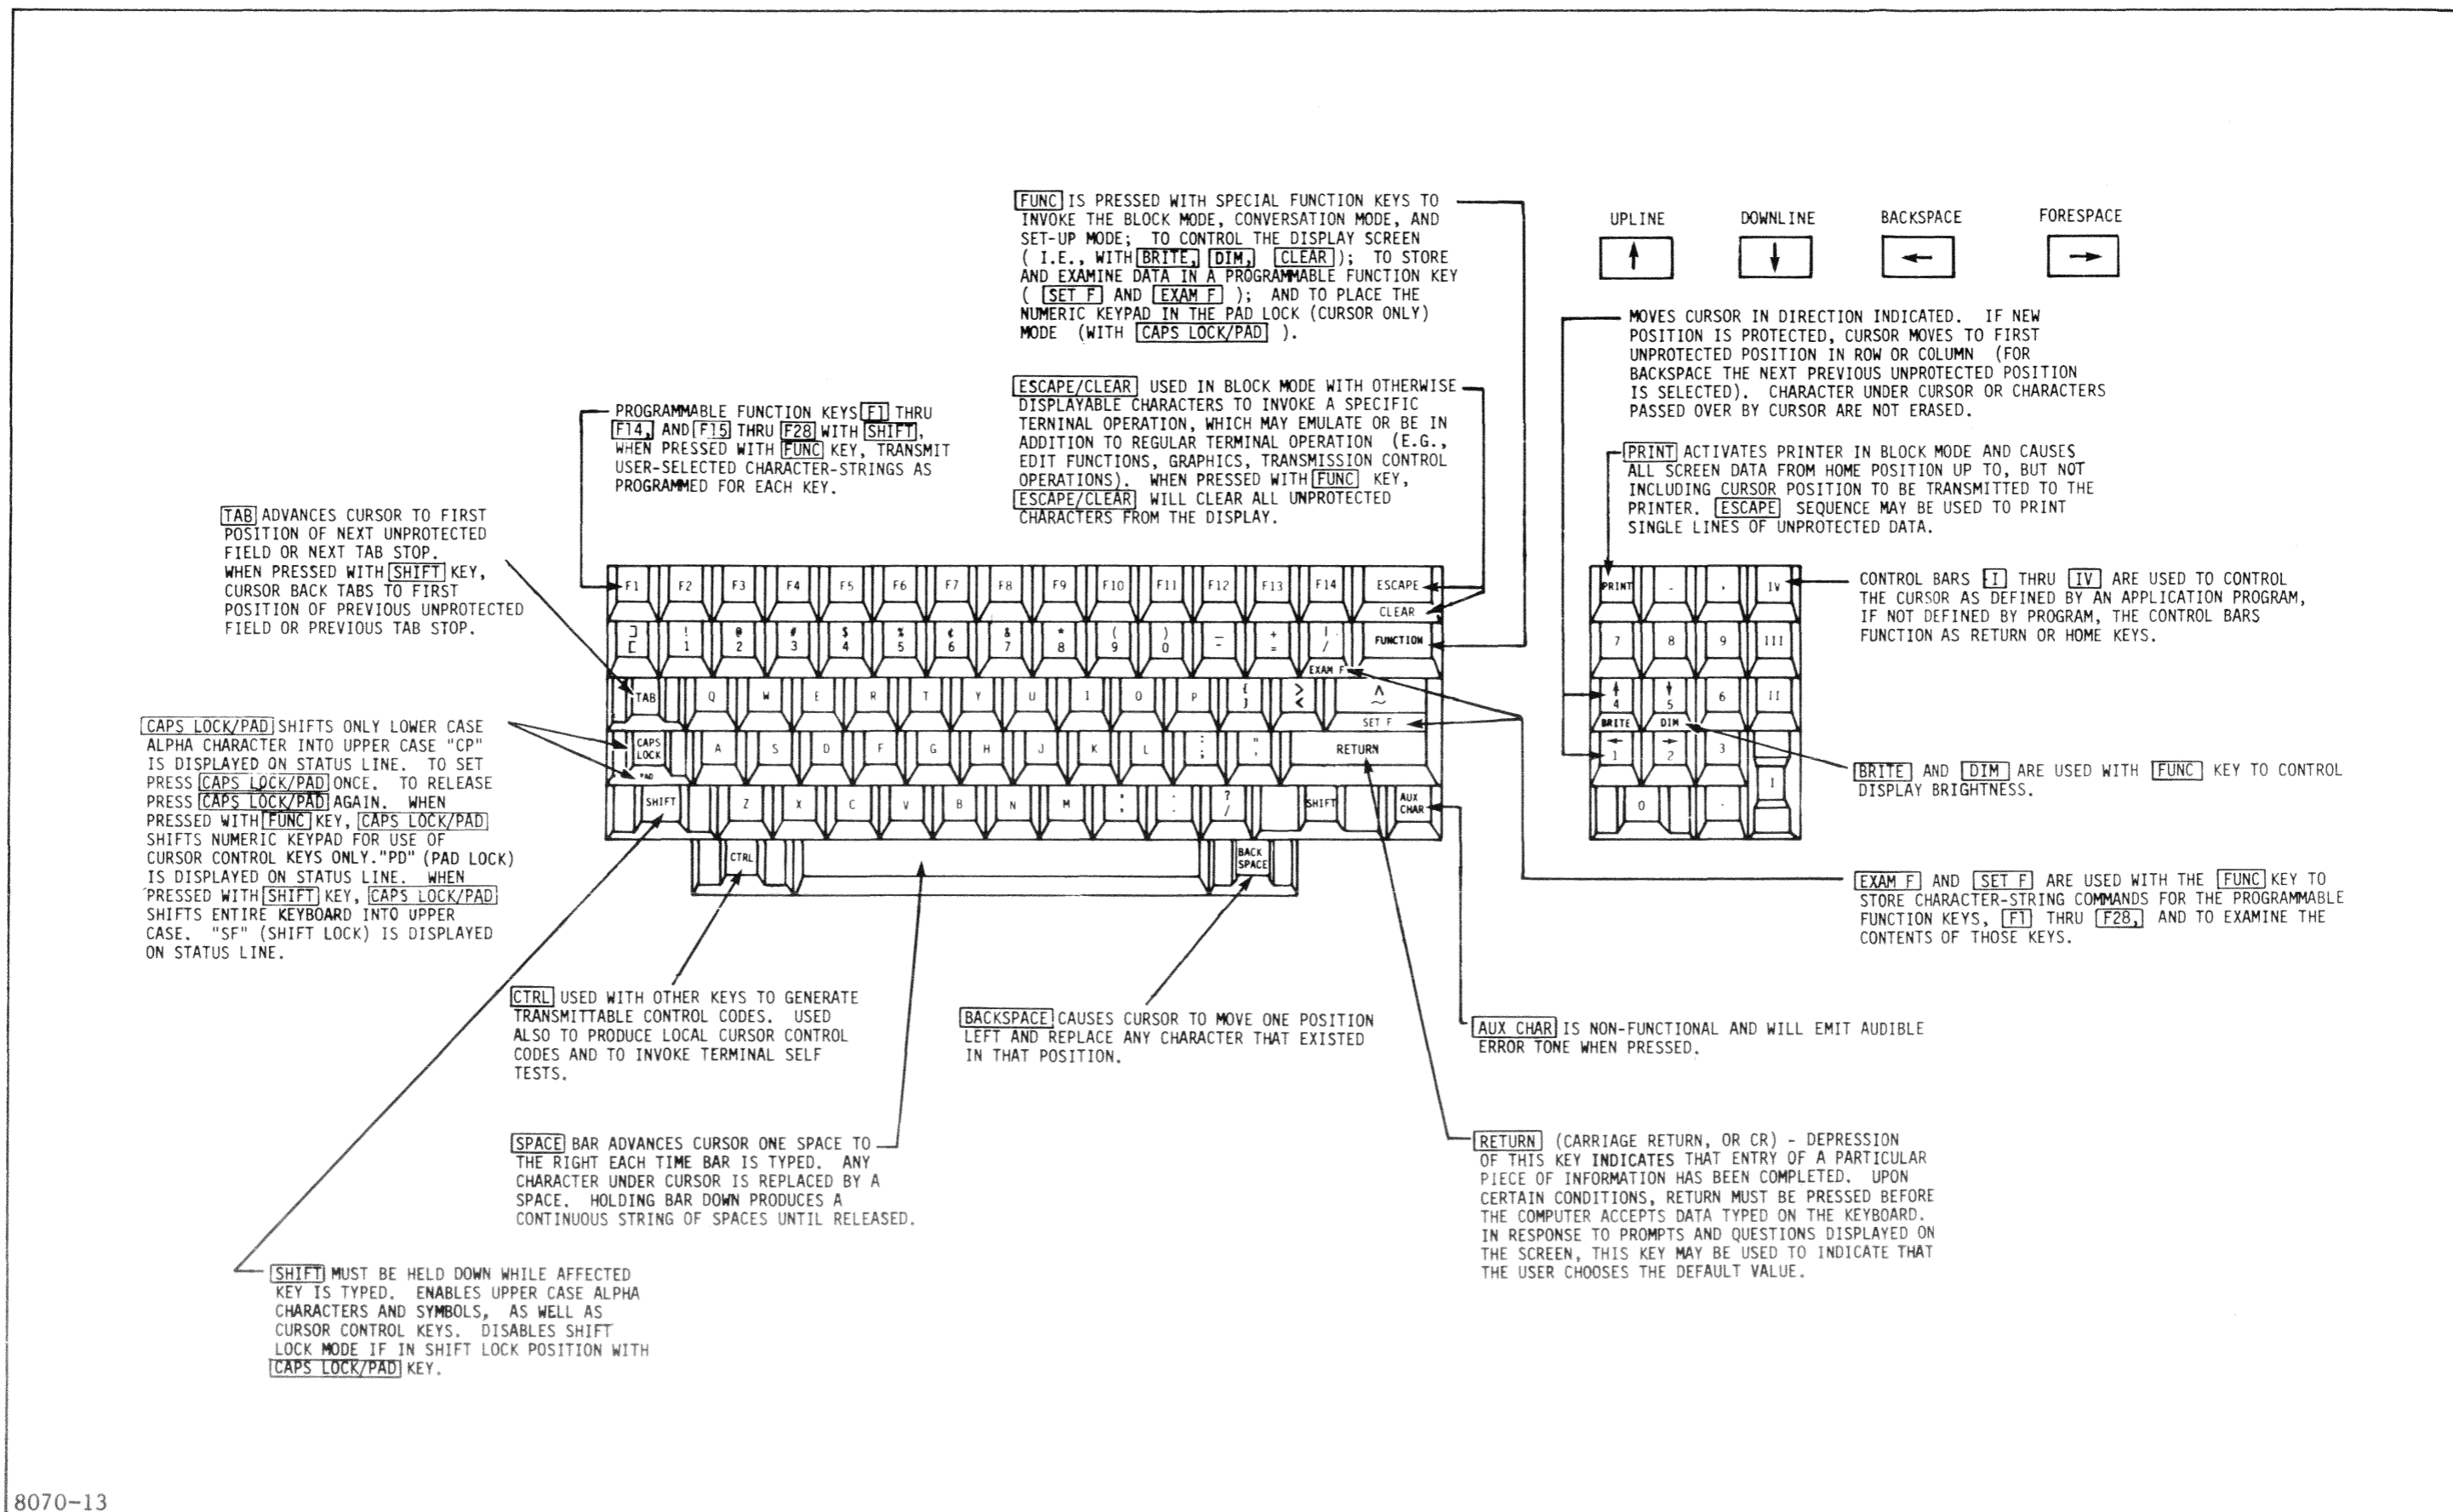 FUNC IS PRESSED WITH SPECIAL FUNCTION KEYS TO
INVOKE THE BLOCK MODE, CONVERSATION MODE, AND
SET-UP MODE; TO CONTROL THE DISPLAY SCREEN
( I.E., WITH BRITE, DIM, CLEAR ); TO STORE
AND EXAMINE DATA IN A PROGRAMMABLE FUNCTION KEY
( SET F AND EXAM F ); AND TO PLACE THE
NUMERIC KEYPAD IN THE PAD LOCK (CURSOR ONLY)
MODE (WITH CAPS LOCK/PAD ).
UPLINE DOWNLINE BACKSPACE FORESPACE
↑ ↓ ← →
MOVES CURSOR IN DIRECTION INDICATED. IF NEW
POSITION IS PROTECTED, CURSOR MOVES TO FIRST
UNPROTECTED POSITION IN ROW OR COLUMN (FOR
BACKSPACE THE NEXT PREVIOUS UNPROTECTED POSITION
IS SELECTED). CHARACTER UNDER CURSOR OR CHARACTERS
PASSED OVER BY CURSOR ARE NOT ERASED.
ESCAPE/CLEAR USED IN BLOCK MODE WITH OTHERWISE
DISPLAYABLE CHARACTERS TO INVOKE A SPECIFIC
TERNINAL OPERATION, WHICH MAY EMULATE OR BE IN
ADDITION TO REGULAR TERMINAL OPERATION (E.G.,
EDIT FUNCTIONS, GRAPHICS, TRANSMISSION CONTROL
OPERATIONS). WHEN PRESSED WITH FUNC KEY,
ESCAPE/CLEAR WILL CLEAR ALL UNPROTECTED
CHARACTERS FROM THE DISPLAY.
PROGRAMMABLE FUNCTION KEYS F1 THRU
F14, AND F15 THRU F28 WITH SHIFT,
WHEN PRESSED WITH FUNC KEY, TRANSMIT
USER-SELECTED CHARACTER-STRINGS AS
PROGRAMMED FOR EACH KEY.
PRINT ACTIVATES PRINTER IN BLOCK MODE AND CAUSES
ALL SCREEN DATA FROM HOME POSITION UP TO, BUT NOT
INCLUDING CURSOR POSITION TO BE TRANSMITTED TO THE
PRINTER. ESCAPE SEQUENCE MAY BE USED TO PRINT
SINGLE LINES OF UNPROTECTED DATA.
TAB ADVANCES CURSOR TO FIRST
POSITION OF NEXT UNPROTECTED
FIELD OR NEXT TAB STOP.
WHEN PRESSED WITH SHIFT KEY,
CURSOR BACK TABS TO FIRST
POSITION OF PREVIOUS UNPROTECTED
FIELD OR PREVIOUS TAB STOP.
F1 F2 F3 F4 F5 F6 F7 F8 F9 F10 F11 F12 F13 F14 ESCAPE
CLEAR
] ! @ # $ % ¢ & * ( ) _ + |
[ 1 2 3 4 5 6 7 8 9 0 - = / FUNCTION
EXAM F
TAB Q W E R T Y U I O P { > ^
} < ~
SET F
CAPS LOCK A S D F G H J K L : " RETURN
; '
PAD
SHIFT Z X C V B N M ? SHIFT AUX CHAR
/
CTRL BACK SPACE
PRINT - , IV
7 8 9 III
↑ ↓
4 5 6 II
BRITE DIM
← →
1 2 3
I
0 .
CONTROL BARS I THRU IV ARE USED TO CONTROL
THE CURSOR AS DEFINED BY AN APPLICATION PROGRAM,
IF NOT DEFINED BY PROGRAM, THE CONTROL BARS
FUNCTION AS RETURN OR HOME KEYS.
CAPS LOCK/PAD SHIFTS ONLY LOWER CASE
ALPHA CHARACTER INTO UPPER CASE "CP"
IS DISPLAYED ON STATUS LINE. TO SET
PRESS CAPS LOCK/PAD ONCE. TO RELEASE
PRESS CAPS LOCK/PAD AGAIN. WHEN
PRESSED WITH FUNC KEY, CAPS LOCK/PAD
SHIFTS NUMERIC KEYPAD FOR USE OF
CURSOR CONTROL KEYS ONLY."PD" (PAD LOCK)
IS DISPLAYED ON STATUS LINE. WHEN
PRESSED WITH SHIFT KEY, CAPS LOCK/PAD
SHIFTS ENTIRE KEYBOARD INTO UPPER
CASE. "SF" (SHIFT LOCK) IS DISPLAYED
ON STATUS LINE.
BRITE AND DIM ARE USED WITH FUNC KEY TO CONTROL
DISPLAY BRIGHTNESS.
EXAM F AND SET F ARE USED WITH THE FUNC KEY TO
STORE CHARACTER-STRING COMMANDS FOR THE PROGRAMMABLE
FUNCTION KEYS, F1 THRU F28, AND TO EXAMINE THE
CONTENTS OF THOSE KEYS.
CTRL USED WITH OTHER KEYS TO GENERATE
TRANSMITTABLE CONTROL CODES. USED
ALSO TO PRODUCE LOCAL CURSOR CONTROL
CODES AND TO INVOKE TERMINAL SELF
TESTS.
BACKSPACE CAUSES CURSOR TO MOVE ONE POSITION
LEFT AND REPLACE ANY CHARACTER THAT EXISTED
IN THAT POSITION.
AUX CHAR IS NON-FUNCTIONAL AND WILL EMIT AUDIBLE
ERROR TONE WHEN PRESSED.
SPACE BAR ADVANCES CURSOR ONE SPACE TO
THE RIGHT EACH TIME BAR IS TYPED. ANY
CHARACTER UNDER CURSOR IS REPLACED BY A
SPACE. HOLDING BAR DOWN PRODUCES A
CONTINUOUS STRING OF SPACES UNTIL RELEASED.
RETURN (CARRIAGE RETURN, OR CR) - DEPRESSION
OF THIS KEY INDICATES THAT ENTRY OF A PARTICULAR
PIECE OF INFORMATION HAS BEEN COMPLETED. UPON
CERTAIN CONDITIONS, RETURN MUST BE PRESSED BEFORE
THE COMPUTER ACCEPTS DATA TYPED ON THE KEYBOARD.
IN RESPONSE TO PROMPTS AND QUESTIONS DISPLAYED ON
THE SCREEN, THIS KEY MAY BE USED TO INDICATE THAT
THE USER CHOOSES THE DEFAULT VALUE.
SHIFT MUST BE HELD DOWN WHILE AFFECTED
KEY IS TYPED. ENABLES UPPER CASE ALPHA
CHARACTERS AND SYMBOLS, AS WELL AS
CURSOR CONTROL KEYS. DISABLES SHIFT
LOCK MODE IF IN SHIFT LOCK POSITION WITH
CAPS LOCK/PAD KEY.
8070-13